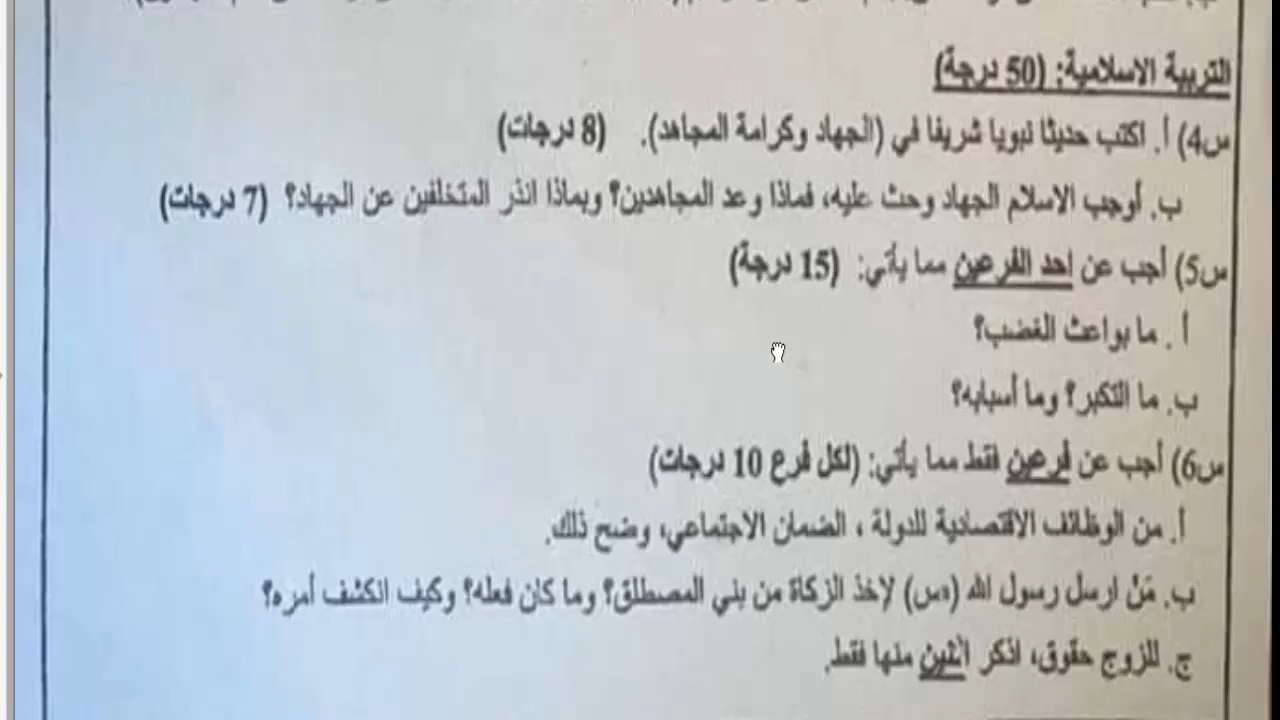 التربية الاسلامية: (50 درجة)
س4) أ. اكتب حديثا نبويا شريفا في (الجهاد وكرامة المجاهد). (8 درجات)
ب. أوجب الاسلام الجهاد وحث عليه، فماذا وعد المجاهدين؟ وبماذا انذر المتخلفين عن الجهاد؟ (7 درجات)
س5) أجب عن احد الفرعين مما يأتي: (15 درجة)
أ. ما بواعث الغضب؟
ب. ما التكبر؟ وما أسبابه؟
س6) أجب عن فرعين فقط مما يأتي: (لكل فرع 10 درجات)
أ. من الوظائف الاقتصادية للدولة ، الضمان الاجتماعي، وضح ذلك.
ب. مَنْ ارسل رسول الله (ص) لاخذ الزكاة من بني المصطلق؟ وما كان فعله؟ وكيف انكشف أمره؟
ج. للزوج حقوق، اذكر اثنين منها فقط.